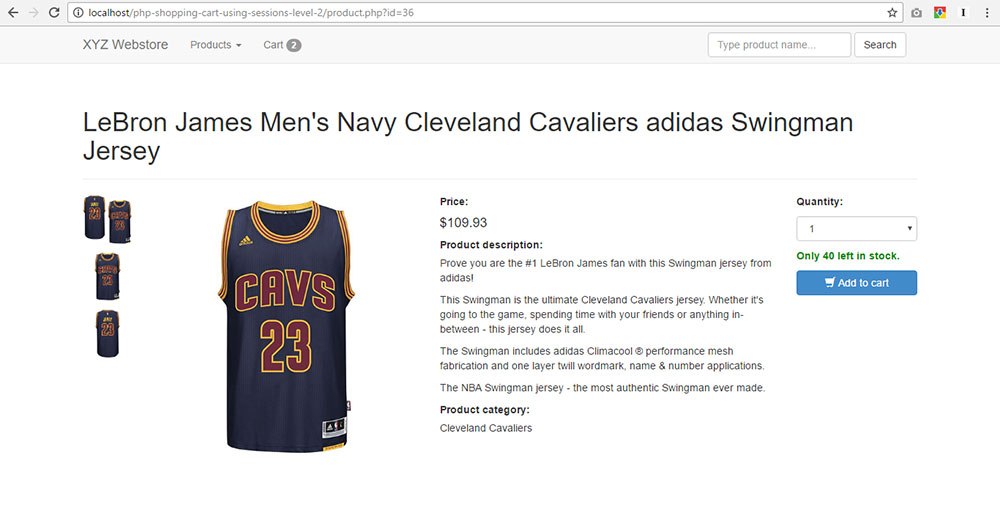 localhost/php-shopping-cart-using-sessions-level-2/product.php?id=36
XYZ Webstore Products Cart 2 Type product name... Search
LeBron James Men's Navy Cleveland Cavaliers adidas Swingman
Jersey
CAVS
23
Price:
$109.93
Product description:
Prove you are the #1 LeBron James fan with this Swingman jersey from
adidas!
This Swingman is the ultimate Cleveland Cavaliers jersey. Whether it's
going to the game, spending time with your friends or anything in-
between - this jersey does it all.
The Swingman includes adidas Climacool ® performance mesh
fabrication and one layer twill wordmark, name & number applications.
The NBA Swingman jersey - the most authentic Swingman ever made.
Product category:
Cleveland Cavaliers
Quantity:
1
Only 40 left in stock.
Add to cart